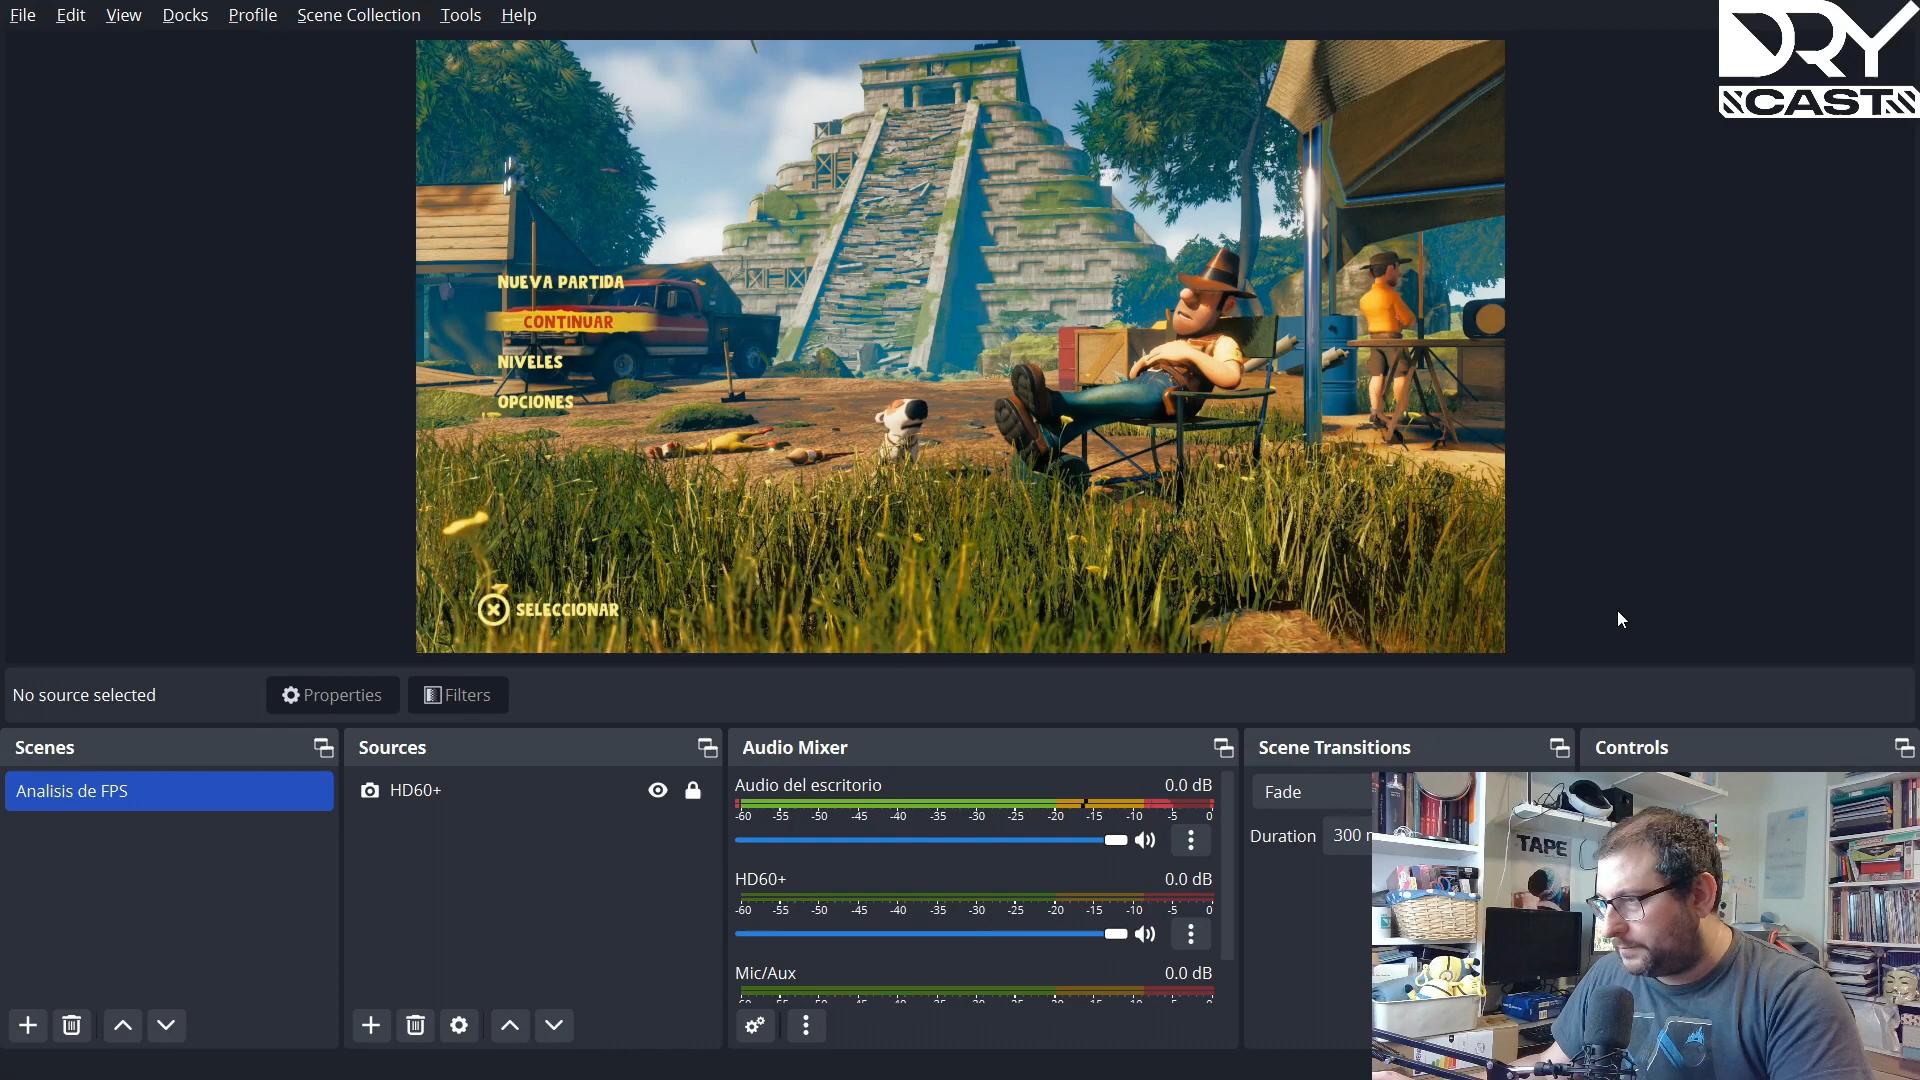 File Edit View Docks Profile Scene Collection Tools Help
DRY
CAST
NUEVA PARTIDA
CONTINUAR
NIVELES
OPCIONES
SELECCIONAR
No source selected Properties Filters
Scenes Sources Audio Mixer Scene Transitions Controls
Analisis de FPS
HD60+
Audio del escritorio 0.0 dB
-60 -55 -50 -45 -40 -35 -30 -25 -20 -15 -10 -5 0
HD60+ 0.0 dB
-60 -55 -50 -45 -40 -35 -30 -25 -20 -15 -10 -5 0
Mic/Aux 0.0 dB
Fade
Duration 300
TAPE